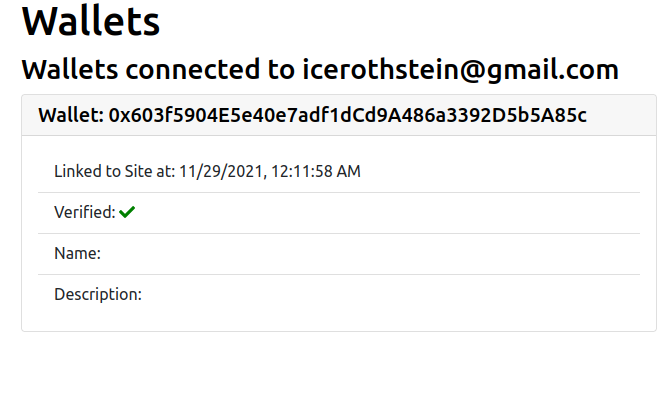 Wallets
Wallets connected to icerothstein@gmail.com
Wallet: 0x603f5904E5e40e7adf1dCd9A486a3392D5b5A85c
Linked to Site at: 11/29/2021, 12:11:58 AM
Verified: ✔
Name:
Description: